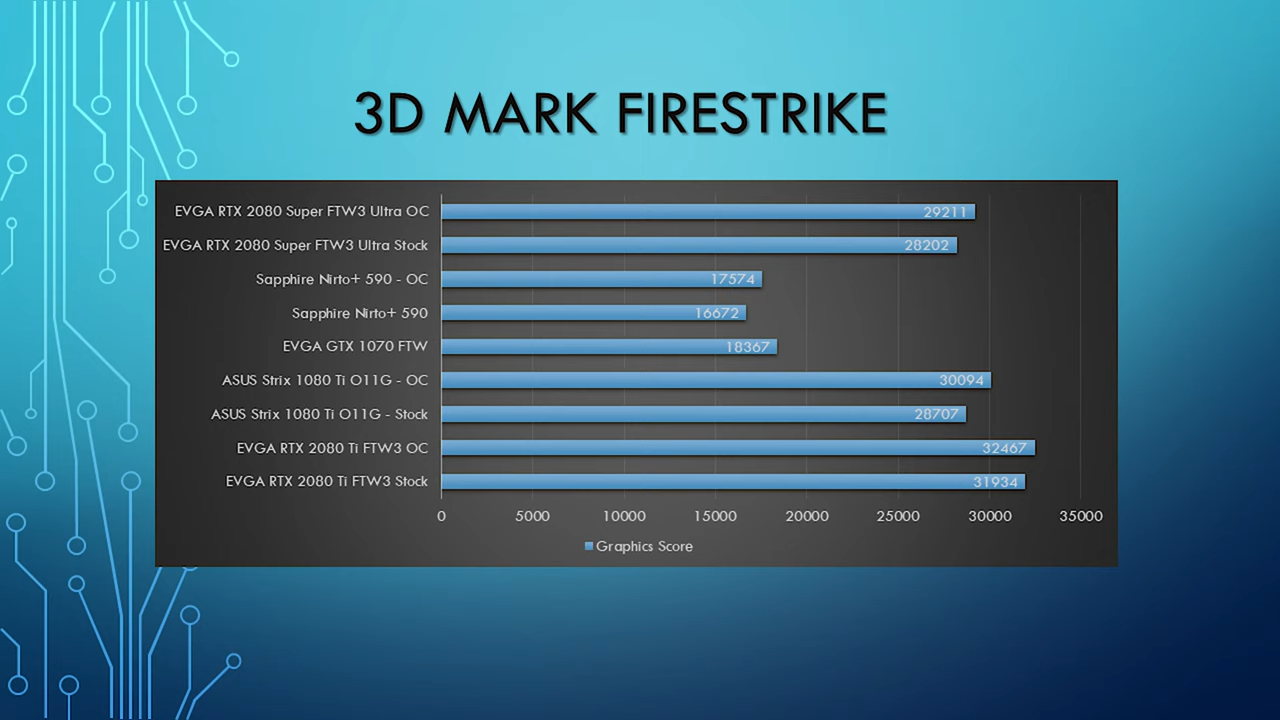 3D MARK FIRESTRIKE
EVGA RTX 2080 Super FTW3 Ultra OC 29211
EVGA RTX 2080 Super FTW3 Ultra Stock 28202
Sapphire Nirto+ 590 - OC 17574
Sapphire Nirto+ 590 16672
EVGA GTX 1070 FTW 18367
ASUS Strix 1080 Ti O11G - OC 30094
ASUS Strix 1080 Ti O11G - Stock 28707
EVGA RTX 2080 Ti FTW3 OC 32467
EVGA RTX 2080 Ti FTW3 Stock 31934
0 5000 10000 15000 20000 25000 30000 35000
Graphics Score